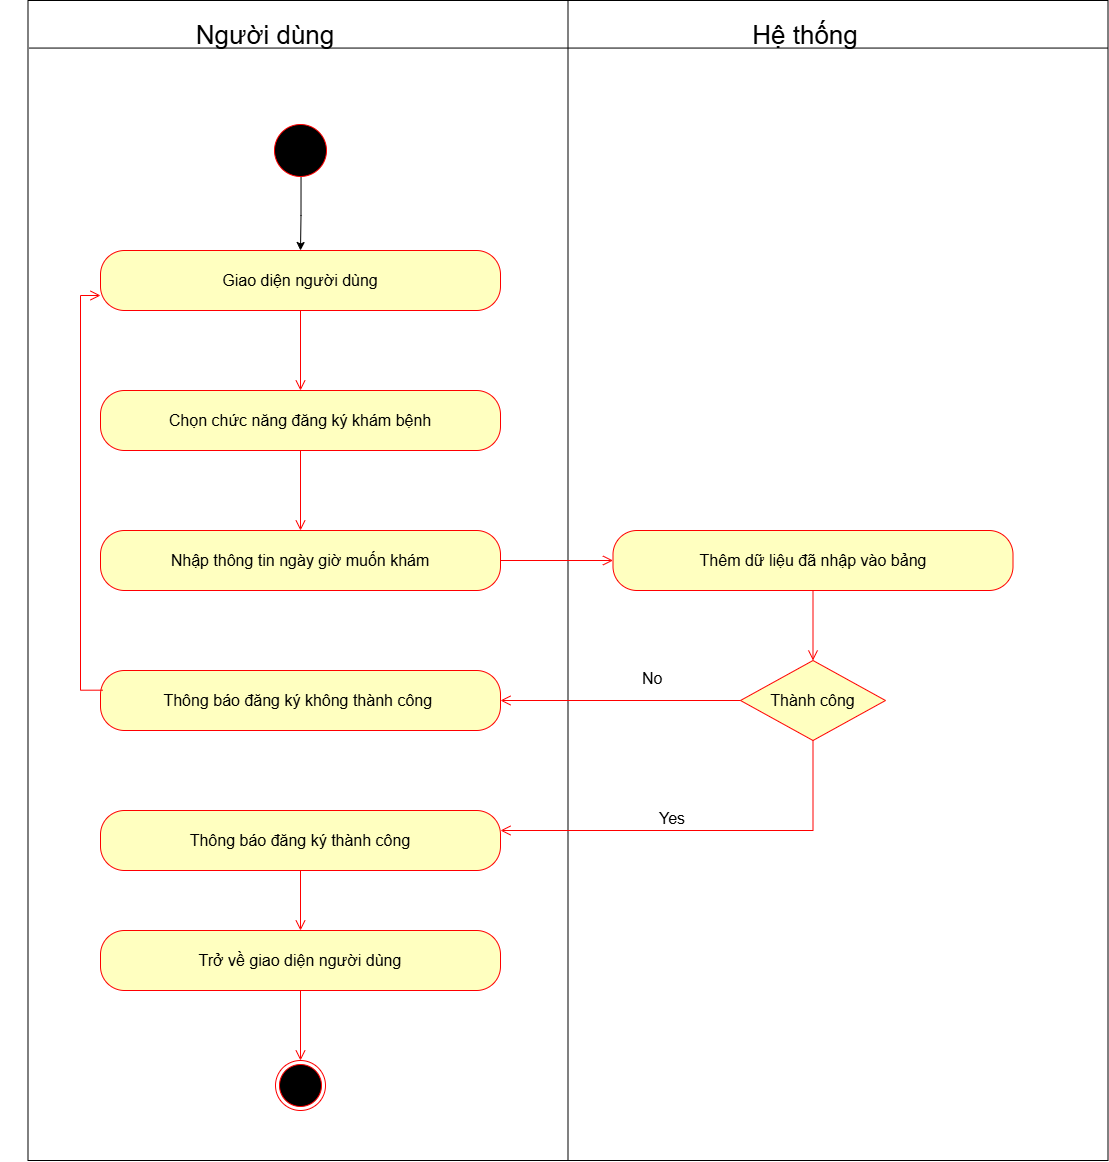 Người dùng
Hệ thống
Giao diện người dùng
Chọn chức năng đăng ký khám bệnh
Nhập thông tin ngày giờ muốn khám
Thêm dữ liệu đã nhập vào bảng
No
Thông báo đăng ký không thành công
Thành công
Yes
Thông báo đăng ký thành công
Trở về giao diện người dùng